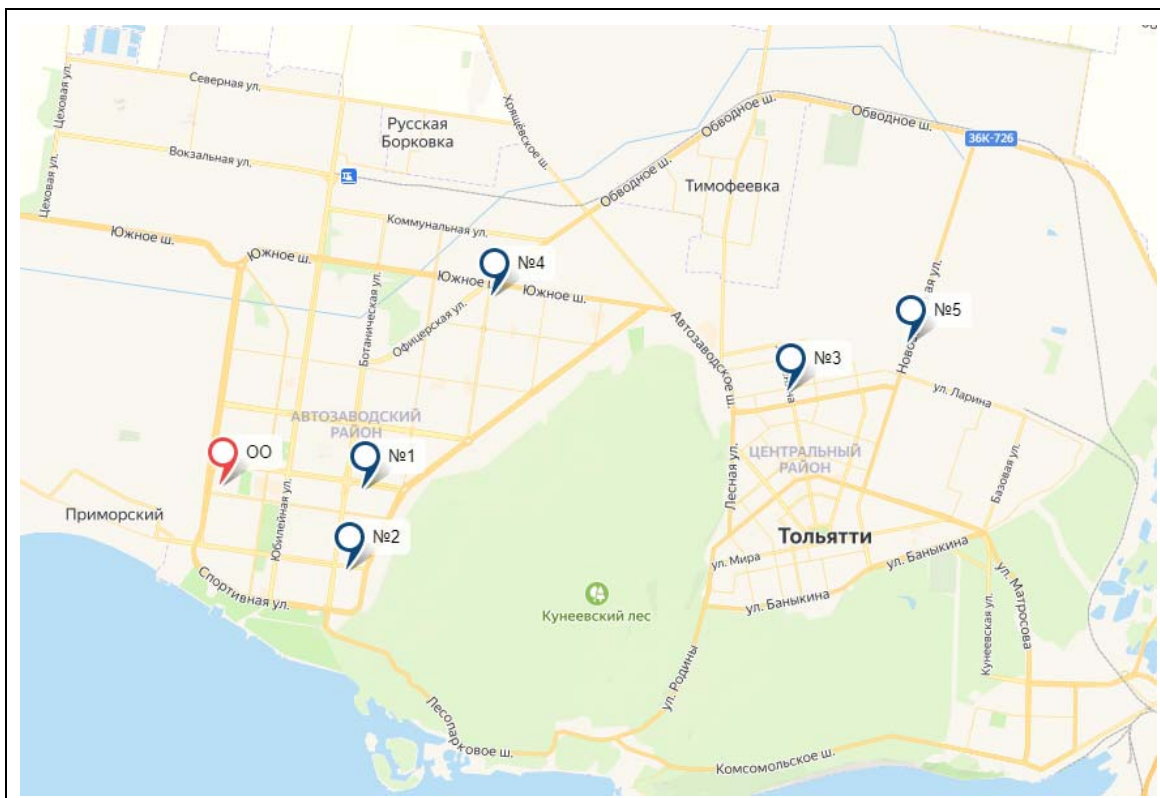 Северная ул.
Цеховая ул.
Русская
Борковка
Хрящёвское ш.
Обводное ш.
Обводное ш.
36К-726
Вокзальная ул.
Цеховая ул.
Обводное ш.
Тимофеевка
Коммунальная ул.
Южное ш.
Южное ш.
№4
Южное
Южное ш.
Ботаническая ул.
Офицерская ул.
Автозаводское ш.
№5
№3
ул. Ларина
АВТОЗАВОДСКИЙ
РАЙОН
ОО
№1
ЦЕНТРАЛЬНЫЙ
РАЙОН
Лесная ул.
Базовая ул.
Приморский
Юбилейная ул.
№2
Тольятти
ул. Мира
ул. Баныкина
ул. Баныкина
Спортивная ул.
Кунеевский лес
Кунеевская ул.
ул. Матросова
ул. Родины
Лесопарковое ш.
Комсомольское ш.